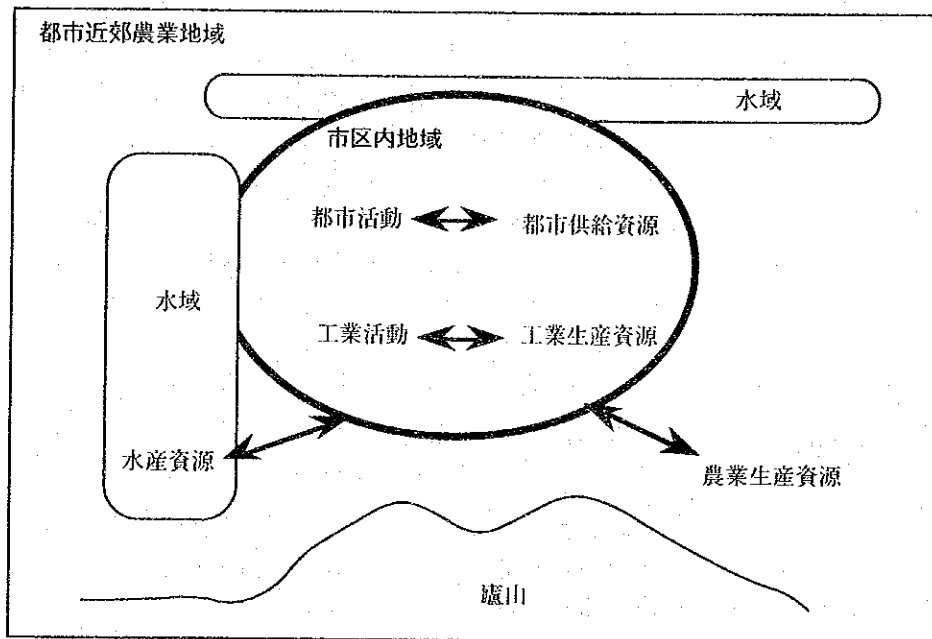 都市近郊農業地域
水域
市区内地域
都市活動
都市供給資源
水域
工業活動
工業生産資源
水産資源
農業生産資源
廬山